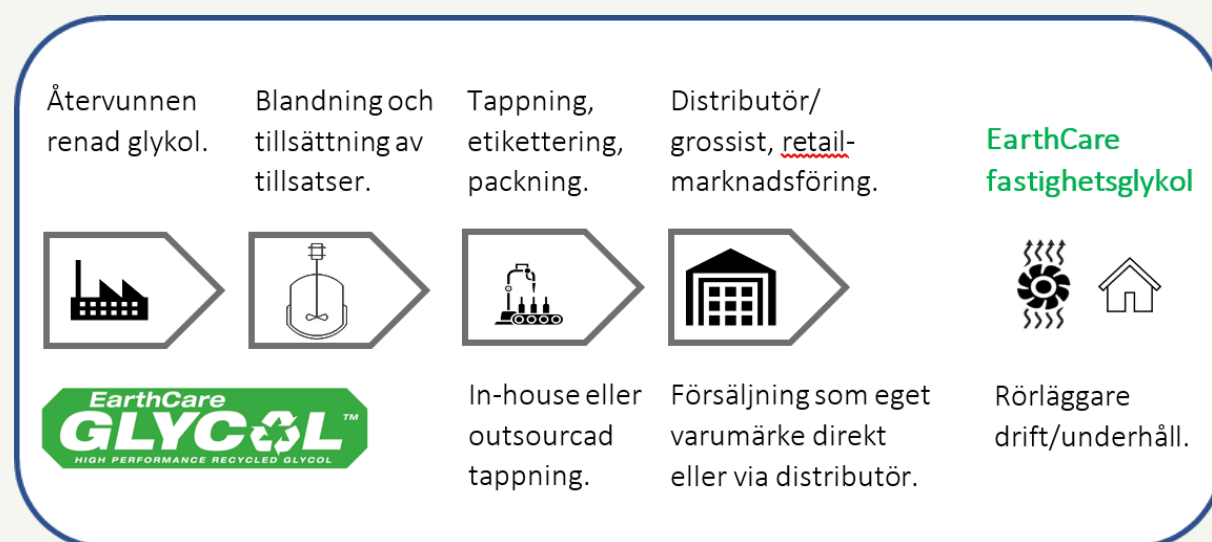 Återvunnen
renad glykol.
Blandning och
tillsättning av
tillsatser.
Tappning,
etikettering,
packning.
Distributör/
grossist, retail-
marknadsföring.
EarthCare
fastighetsglykol
EarthCare
GLYCOL™
HIGH PERFORMANCE RECYCLED GLYCOL
In-house eller
outsourcad
tappning.
Försäljning som eget
varumärke direkt
eller via distributör.
Rörläggare
drift/underhåll.